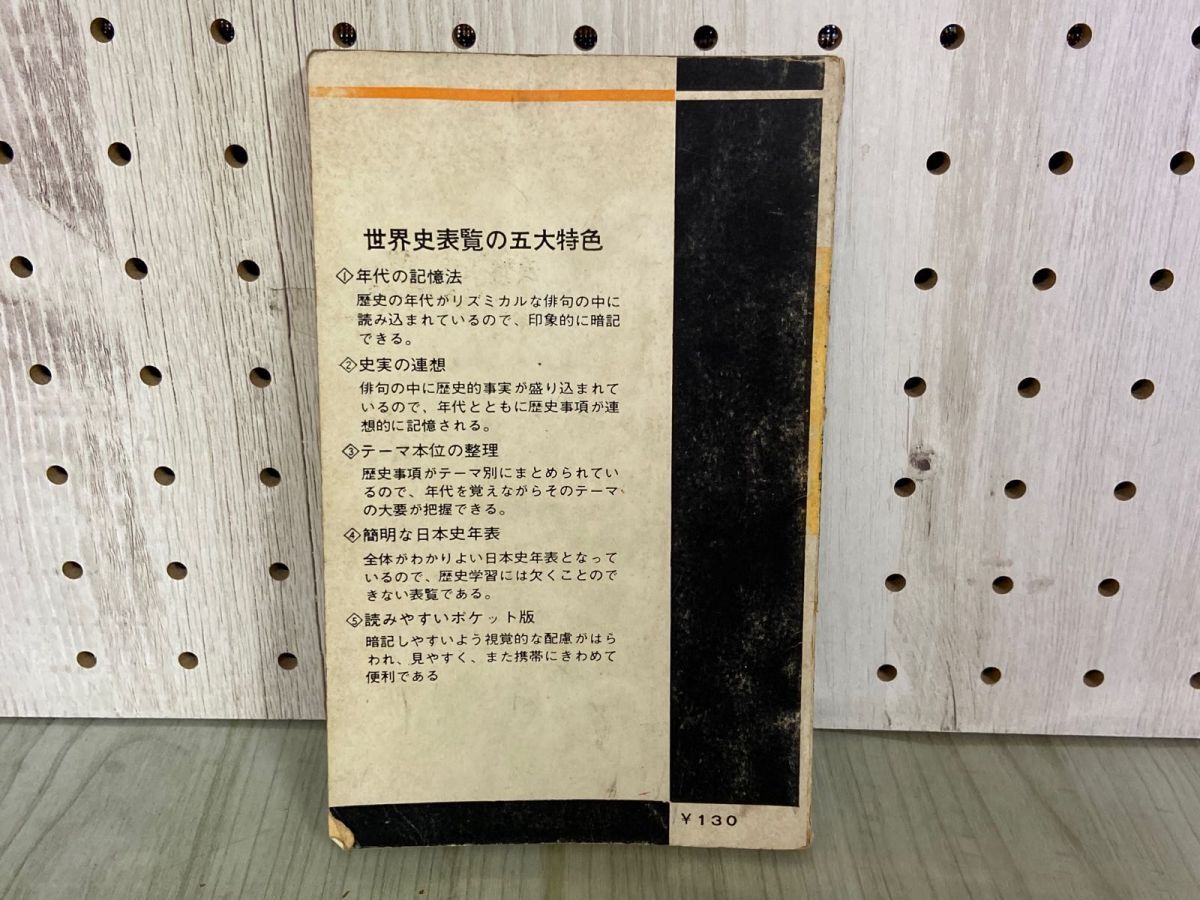 世界史表覧の五大特色
①年代の記憶法
歴史の年代がリズミカルな俳句の中に
読み込まれているので、印象的に暗記
できる。
②史実の連想
俳句の中に歴史的事実が盛り込まれて
いるので、年代とともに歴史事項が連
想的に記憶される。
③テーマ本位の整理
歴史事項がテーマ別にまとめられてい
るので、年代を覚えながらそのテーマ
の大要が把握できる。
④簡明な日本史年表
全体がわかりよい日本史年表となって
いるので、歴史学習には欠くことので
きない表覧である。
⑤読みやすいポケット版
暗記しやすいよう視覚的な配慮がはら
われ、見やすく、また携帯にきわめて
便利である
￥130